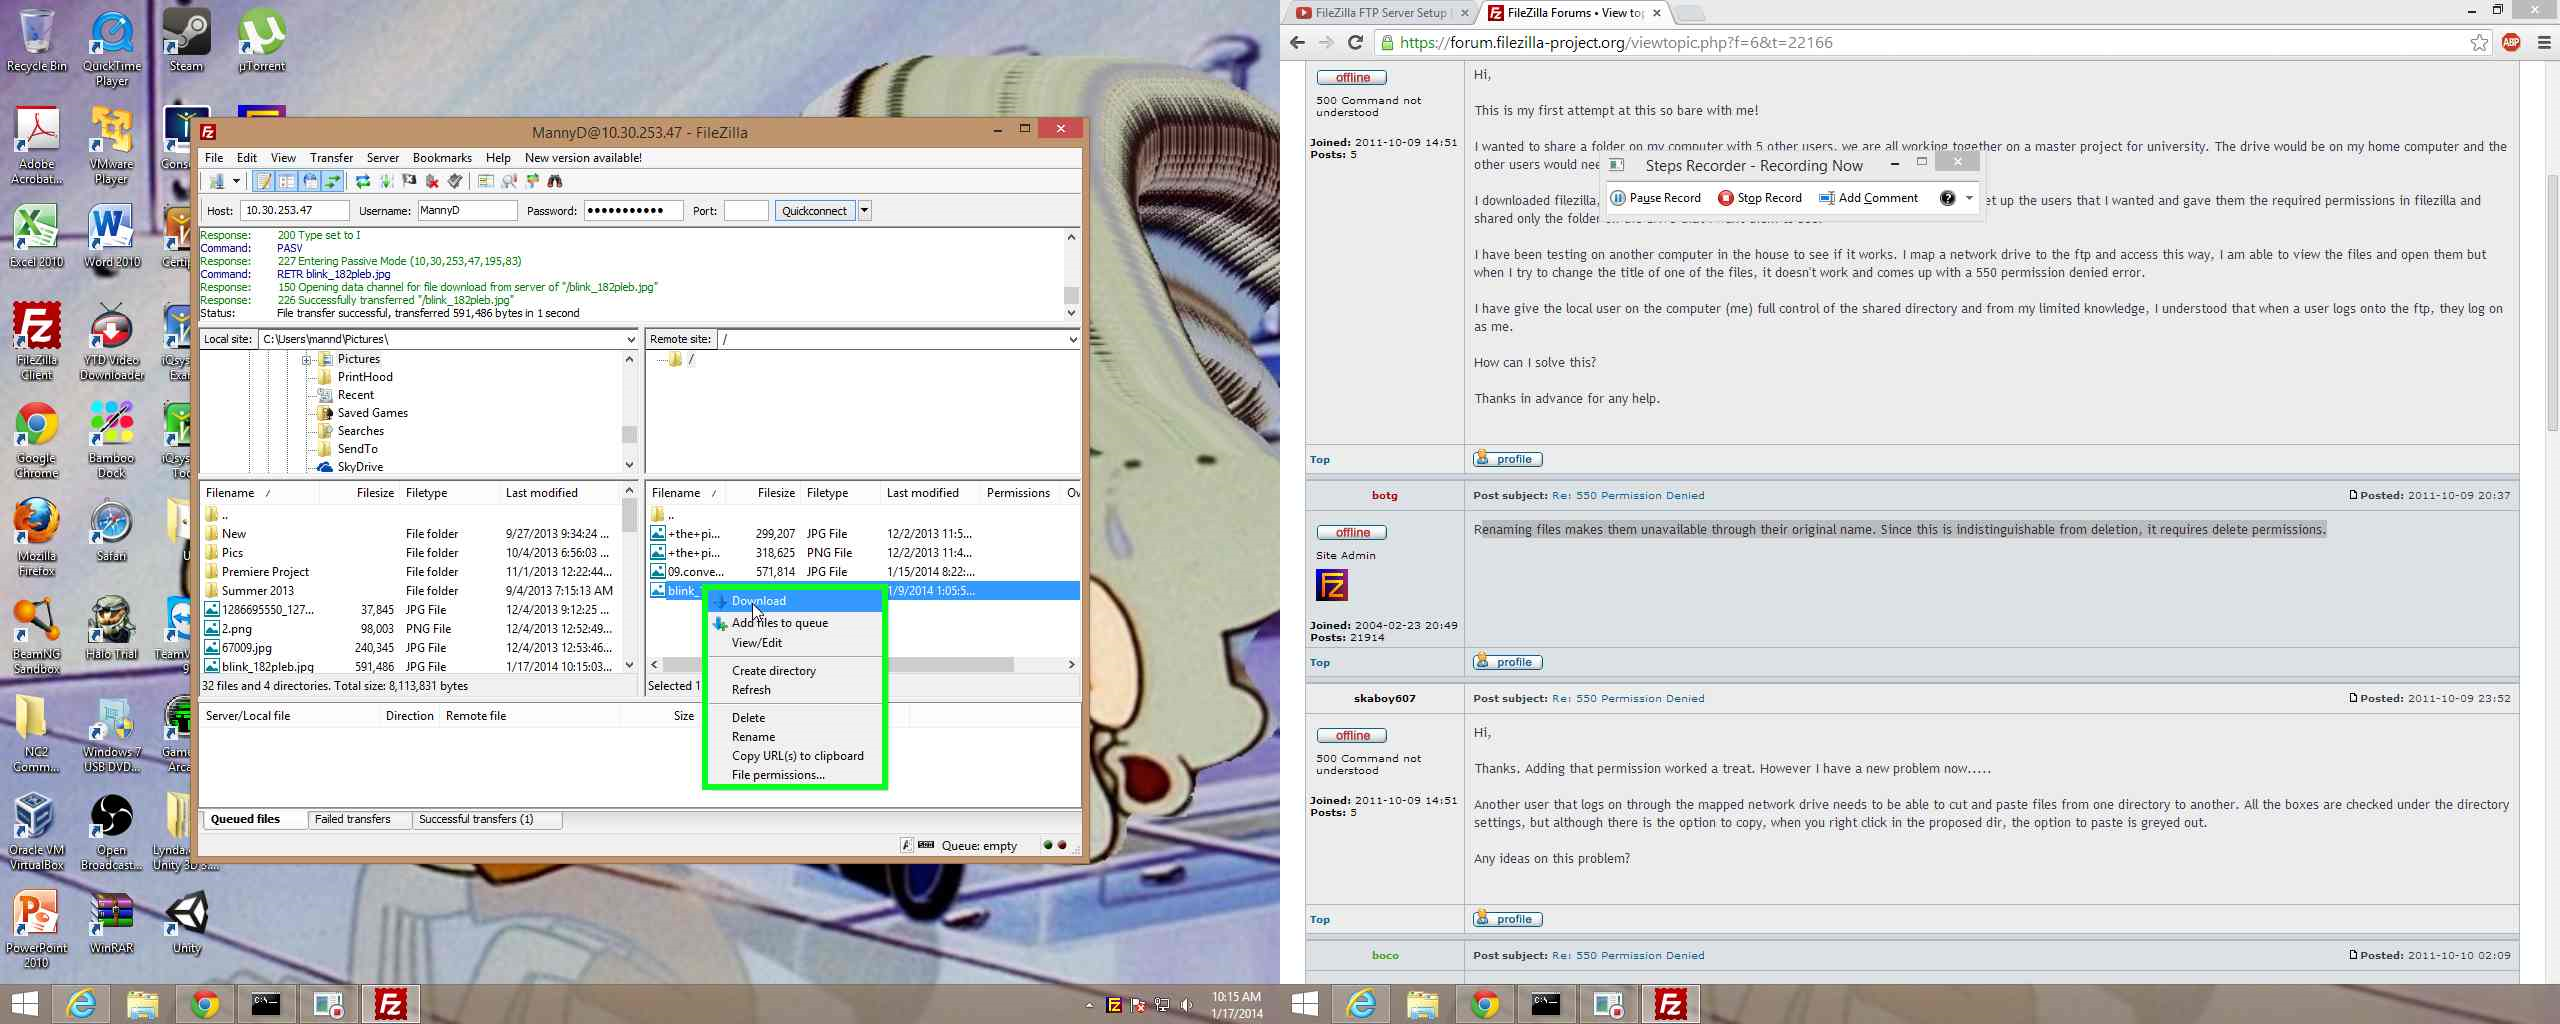 Recycle Bin
QuickTime Player
Steam
µTorrent
Adobe Acrobat...
VMware Player
Excel 2010
Word 2010
FileZilla Client
YTD Video Downloader
Google Chrome
Bamboo Dock
Mozilla Firefox
Safari
BeamNG Sandbox
Halo Trial
NC2 Comm...
Windows 7 USB DVD...
Oracle VM VirtualBox
Open Broadcast...
Lynda.c
Unity 3D 3....
PowerPoint 2010
WinRAR
Unity
MannyD@10.30.253.47 - FileZilla
File Edit View Transfer Server Bookmarks Help New version available!
Host: 10.30.253.47 Username: MannyD Password: ●●●●●●●●●●● Port: Quickconnect
Response: 200 Type set to I
Command: PASV
Response: 227 Entering Passive Mode (10,30,253,47,195,83)
Command: RETR blink_182pleb.jpg
Response: 150 Opening data channel for file download from server of "/blink_182pleb.jpg"
Response: 226 Successfully transferred "/blink_182pleb.jpg"
Status: File transfer successful, transferred 591,486 bytes in 1 second
Local site: C:\Users\mannd\Pictures\
Pictures
PrintHood
Recent
Saved Games
Searches
SendTo
SkyDrive
Remote site: /
/
Filename / Filesize Filetype Last modified
..
New File folder 9/27/2013 9:34:24 ...
Pics File folder 10/4/2013 6:56:03 ...
Premiere Project File folder 11/1/2013 12:22:44...
Summer 2013 File folder 9/4/2013 7:15:13 AM
1286695550_127... 37,845 JPG File 12/4/2013 9:12:25 ...
2.png 98,003 PNG File 12/4/2013 12:52:49...
67009.jpg 240,345 JPG File 12/4/2013 12:53:46...
blink_182pleb.jpg 591,486 JPG File 1/17/2014 10:15:03...
32 files and 4 directories. Total size: 8,113,831 bytes
Filename / Filesize Filetype Last modified Permissions Ow
..
+the+pi... 299,207 JPG File 12/2/2013 11:5...
+the+pi... 318,625 PNG File 12/2/2013 11:4...
09.conve... 571,814 JPG File 1/15/2014 8:22:...
blink_ 1/9/2014 1:05:5...
Selected 1
Download
Add files to queue
View/Edit
Create directory
Refresh
Delete
Rename
Copy URL(s) to clipboard
File permissions...
Server/Local file Direction Remote file Size
Queued files Failed transfers Successful transfers (1)
Queue: empty
10:15 AM
1/17/2014
FileZilla FTP Server Setup
FileZilla Forums • View to
https://forum.filezilla-project.org/viewtopic.php?f=6&t=22166
ABP
offline
500 Command not understood
Joined: 2011-10-09 14:51
Posts: 5
Hi,
This is my first attempt at this so bare with me!
I wanted to share a folder on my computer with 5 other users, we are all working together on a master project for university. The drive would be on my home computer and the
other users would nee
I downloaded filezilla, et up the users that I wanted and gave them the required permissions in filezilla and
shared only the folder
Steps Recorder - Recording Now
Pause Record Stop Record Add Comment
I have been testing on another computer in the house to see if it works. I map a network drive to the ftp and access this way, I am able to view the files and open them but
when I try to change the title of one of the files, it doesn't work and comes up with a 550 permission denied error.
I have give the local user on the computer (me) full control of the shared directory and from my limited knowledge, I understood that when a user logs onto the ftp, they log on
as me.
How can I solve this?
Thanks in advance for any help.
Top profile
botg Post subject: Re: 550 Permission Denied Posted: 2011-10-09 20:37
offline
Site Admin
Joined: 2004-02-23 20:49
Posts: 21914
Renaming files makes them unavailable through their original name. Since this is indistinguishable from deletion, it requires delete permissions.
Top profile
skaboy607 Post subject: Re: 550 Permission Denied Posted: 2011-10-09 23:52
offline
500 Command not understood
Joined: 2011-10-09 14:51
Posts: 5
Hi,
Thanks. Adding that permission worked a treat. However I have a new problem now.....
Another user that logs on through the mapped network drive needs to be able to cut and paste files from one directory to another. All the boxes are checked under the directory
settings, but although there is the option to copy, when you right click in the proposed dir, the option to paste is greyed out.
Any ideas on this problem?
Top profile
boco Post subject: Re: 550 Permission Denied Posted: 2011-10-10 02:09